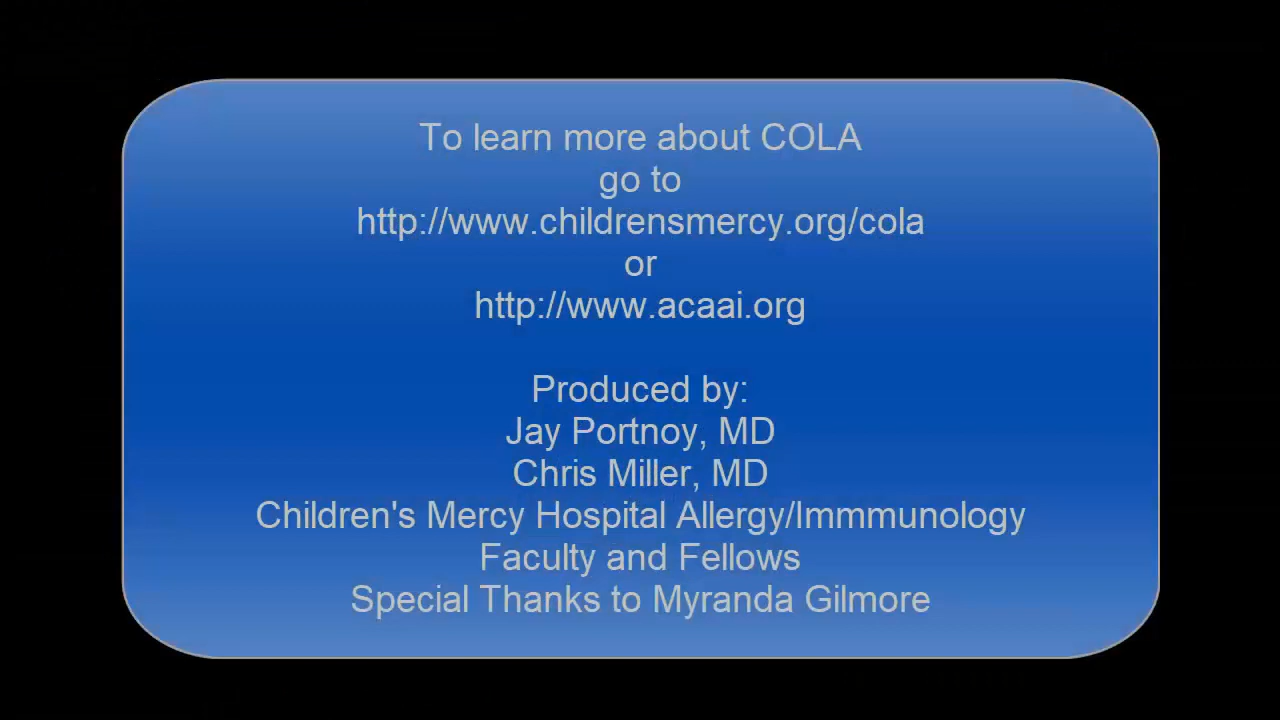 To learn more about COLA
go to
http://www.childrensmercy.org/cola
or
http://www.acaai.org
Produced by:
Jay Portnoy, MD
Chris Miller, MD
Children's Mercy Hospital Allergy/Immmunology
Faculty and Fellows
Special Thanks to Myranda Gilmore